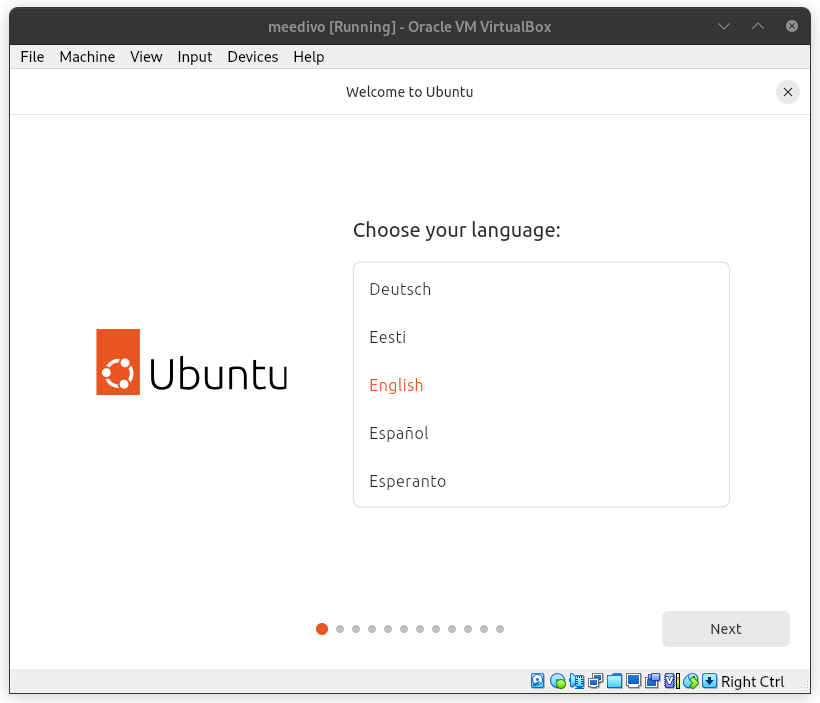 meedivo [Running] - Oracle VM VirtualBox
File Machine View Input Devices Help
Welcome to Ubuntu
Choose your language:
Deutsch
Eesti
English
Español
Esperanto
Ubuntu
Next
Right Ctrl